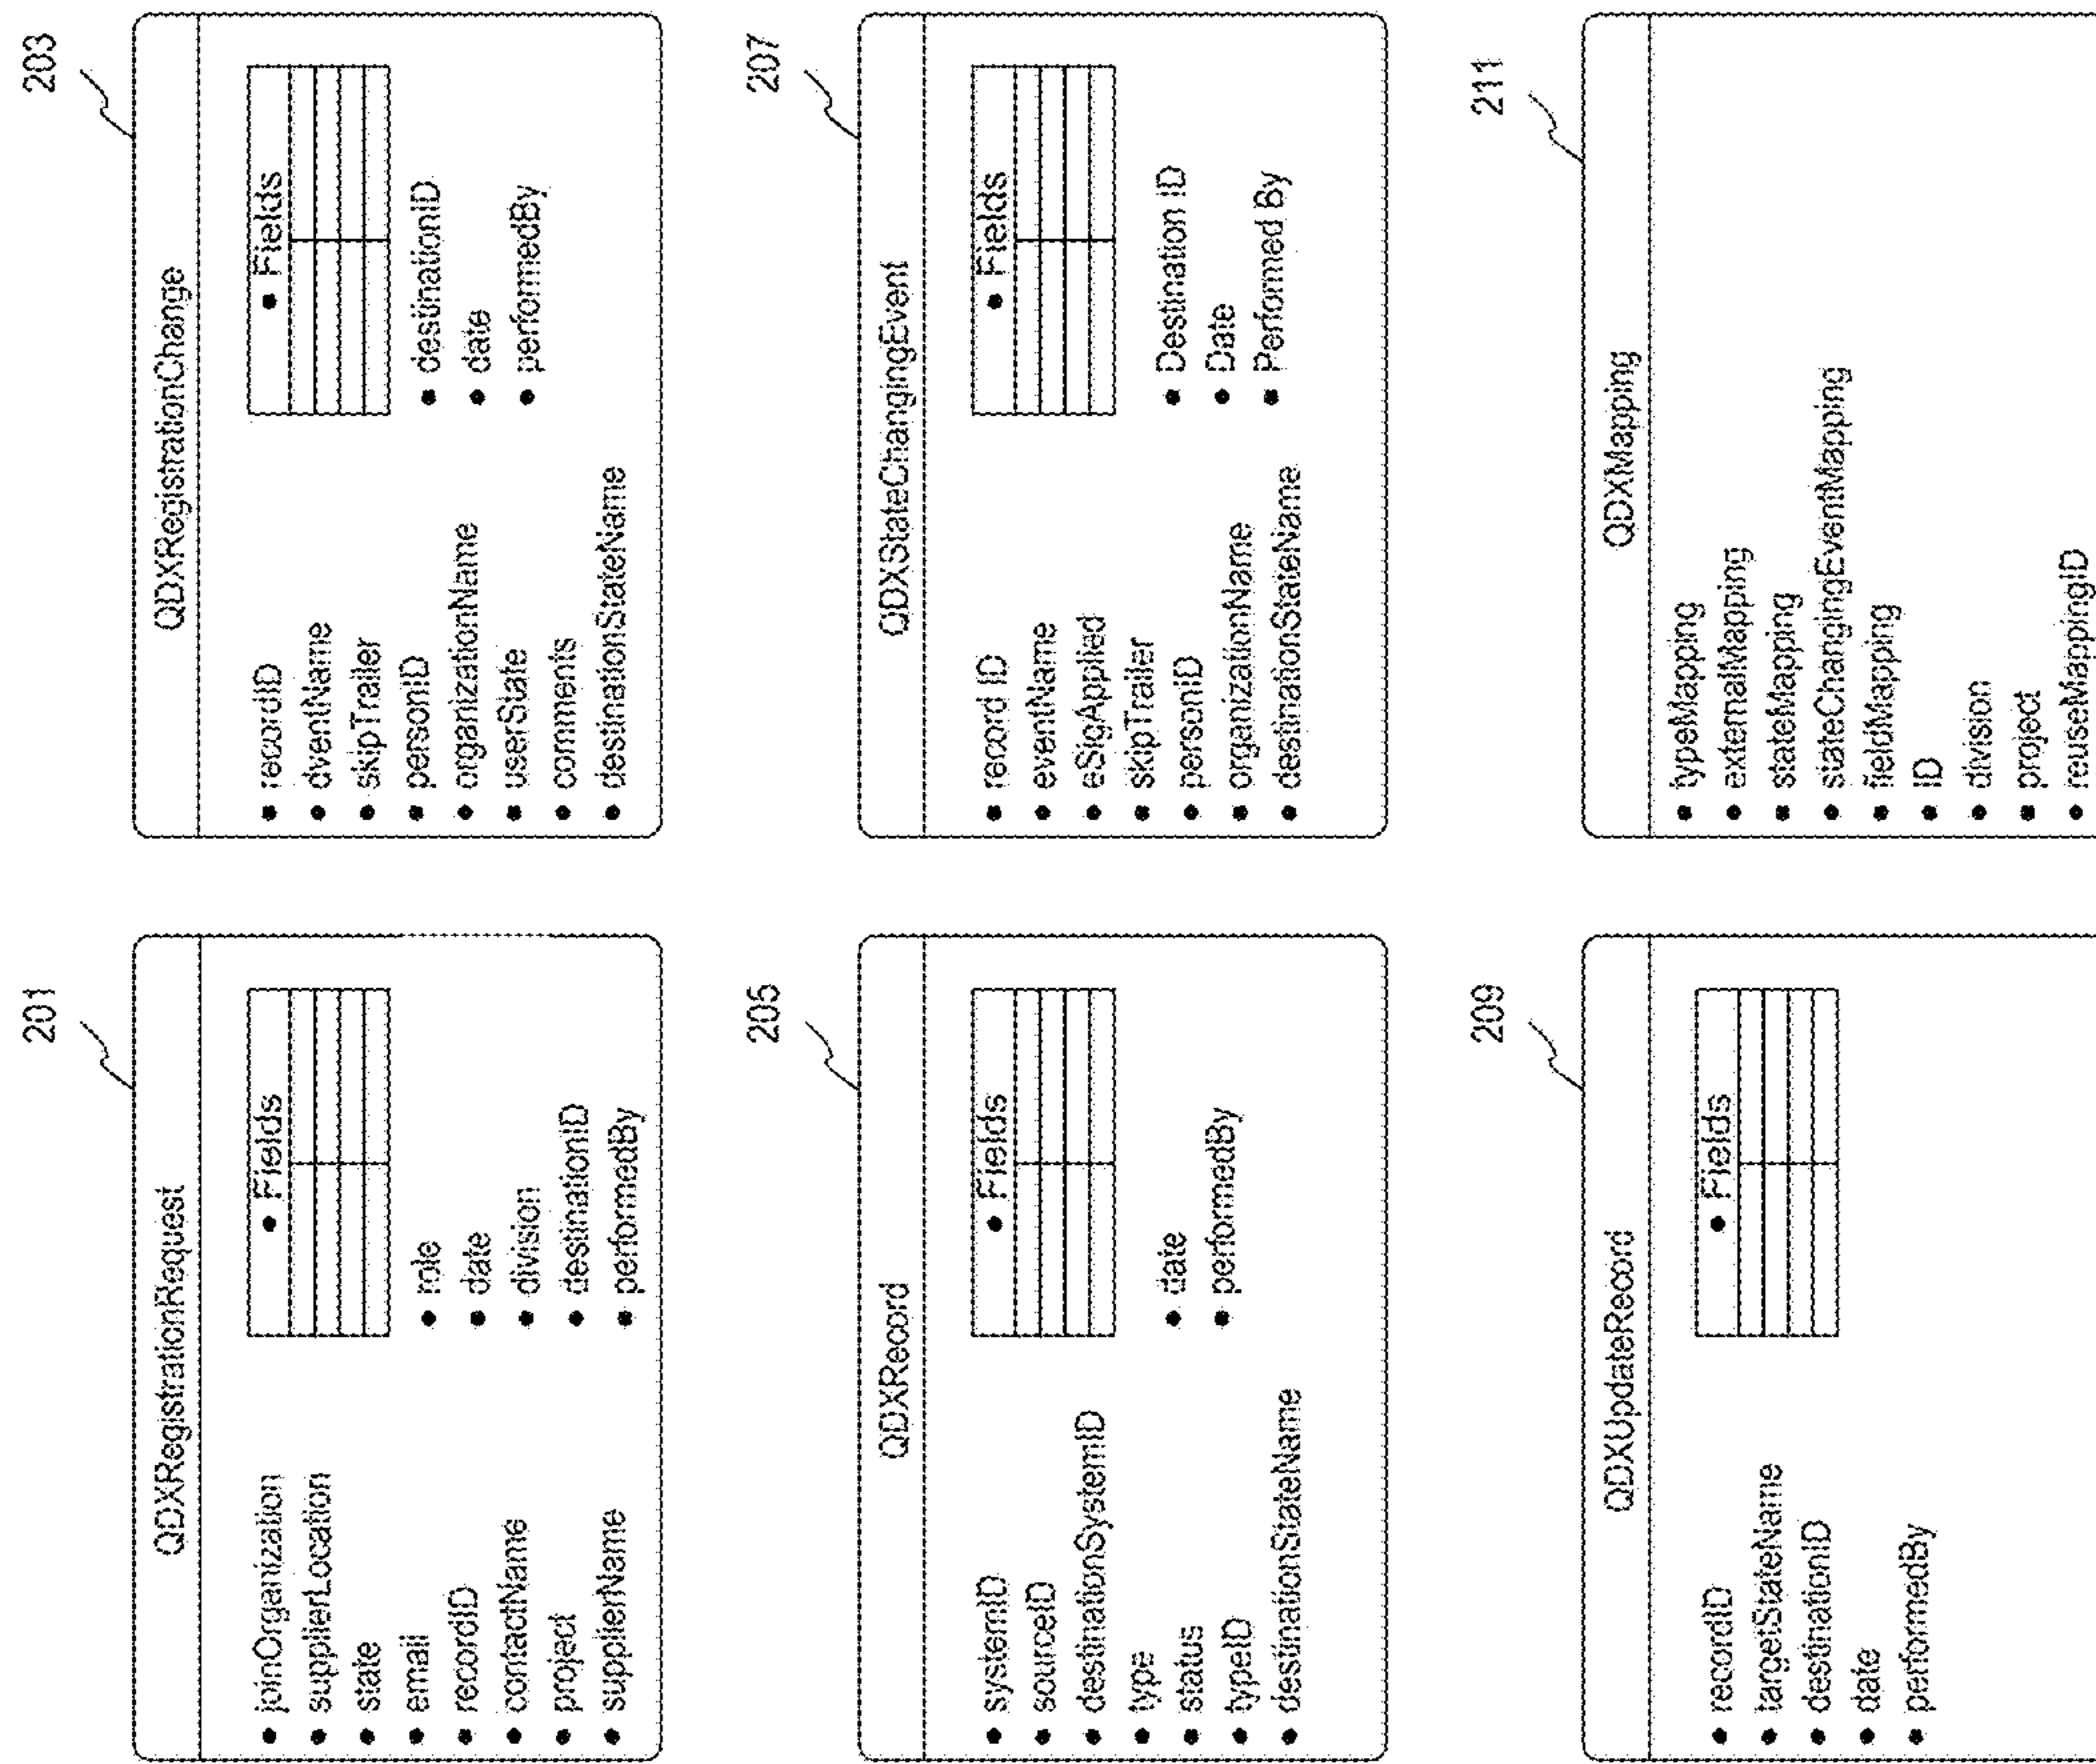 201
QDXRegistrationRequest
• joinOrganization
• supplierLocation
• state
• email
• recordID
• contactName
• project
• supplierName
• Fields
• role
• date
• division
• destinationID
• performedBy
203
QDXRegistrationChange
• recordID
• dventName
• skipTrailer
• personID
• organizationName
• userState
• comments
• destinationStateName
• Fields
• destinationID
• date
• performedBy
205
QDXRecord
• systemID
• sourceID
• destinationSystemID
• type
• status
• typeID
• destinationStateName
• Fields
• date
• performedBy
207
QDXStateChangingEvent
• record ID
• eventName
• eSigApplied
• skipTrailer
• personID
• organizationName
• destinationStateName
• Fields
• Destination ID
• Date
• Performed By
209
QDXUpdateRecord
• recordID
• targetStateName
• destinationID
• date
• performedBy
• Fields
211
QDXMapping
• typeMapping
• externalMapping
• stateMapping
• stateChangingEventMapping
• fieldMapping
• ID
• division
• project
• reuseMappingID